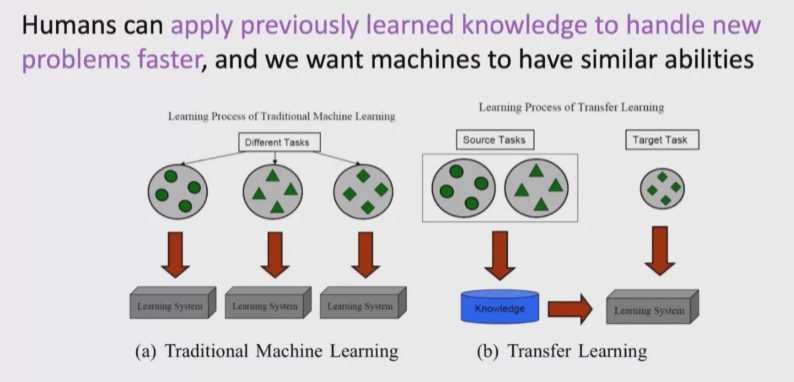 Humans can apply previously learned knowledge to handle new
problems faster, and we want machines to have similar abilities
Learning Process of Traditional Machine Learning
Different Tasks
Learning System
Learning System
Learning System
(a) Traditional Machine Learning
Learning Process of Transfer Learning
Source Tasks
Target Task
Knowledge
Learning System
(b) Transfer Learning